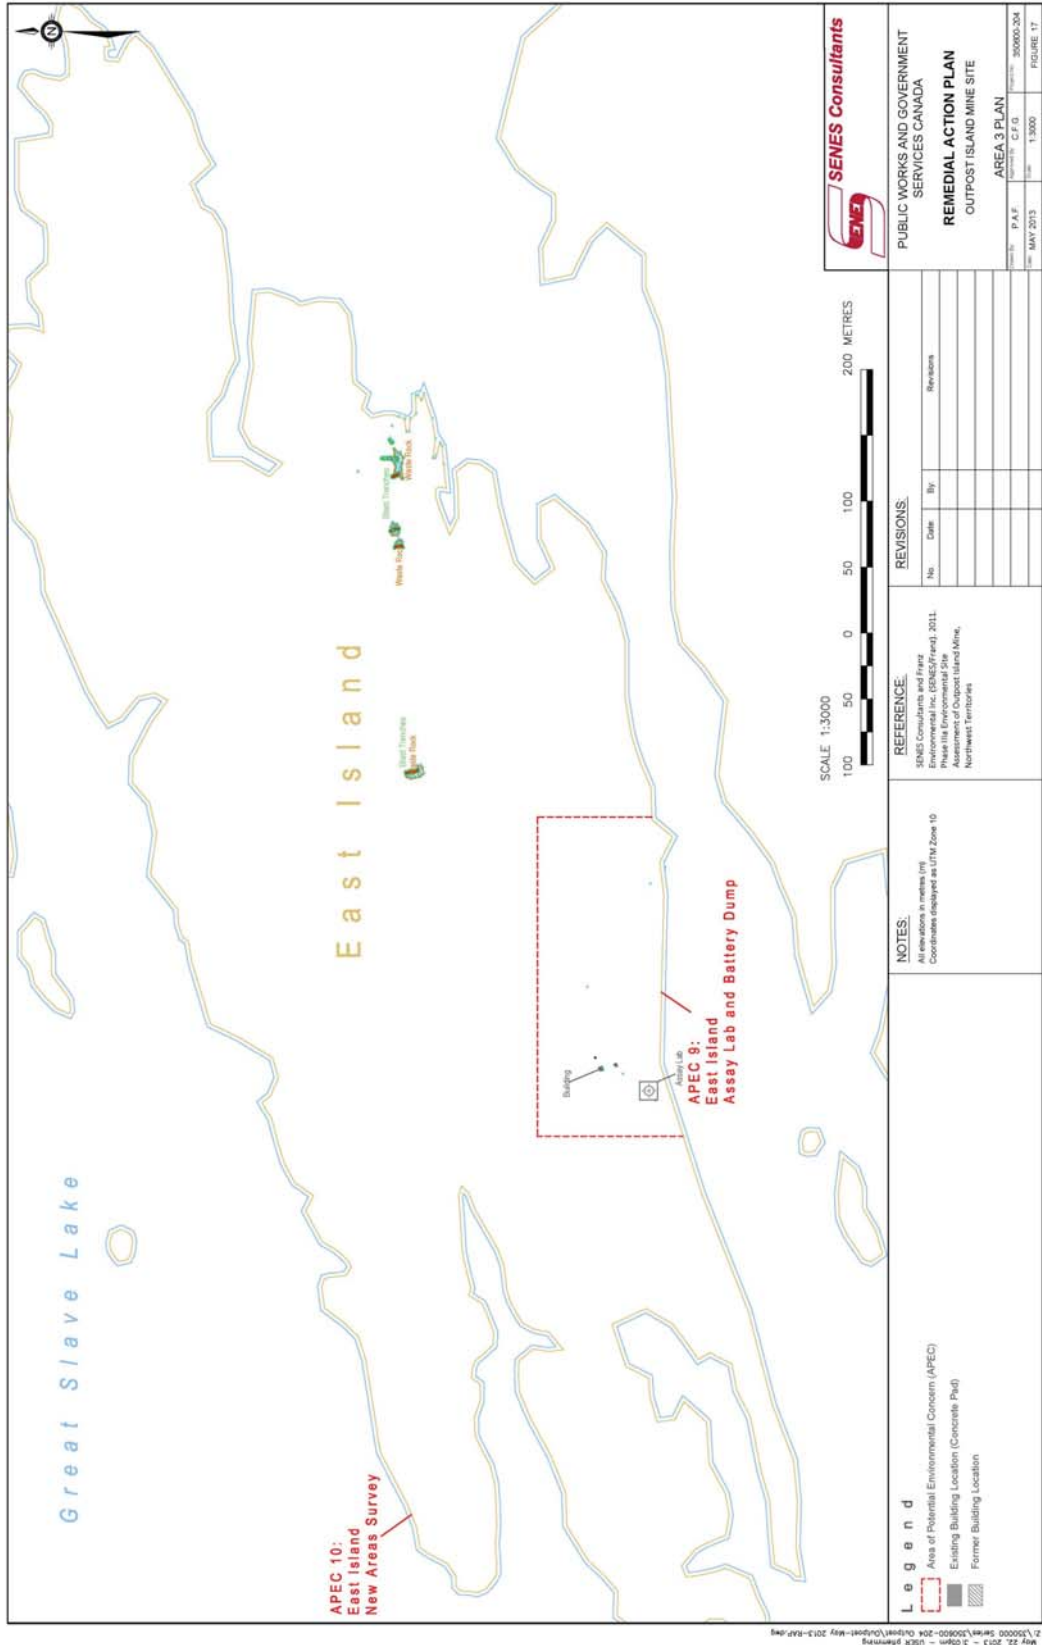 Great Slave Lake
East Island
APEC 10:
East Island
New Areas Survey
APEC 9:
East Island
Assay Lab and Battery Dump
Building
Assay Lab
Waste Rock
Waste Rock
SCALE 1:3000
100 50 0 50 100 200 METRES
Legend
Area of Potential Environmental Concern (APEC)
Existing Building Location (Concrete Pad)
Former Building Location
NOTES:
All elevations in metres (m)
Coordinates displayed as UTM Zone 10
REFERENCE:
SENES Consultants and Franz
Environmental Inc. (SENES/Franz). 2011.
Phase IIIa Environmental Site
Assessment of Outpost Island Mine,
Northwest Territories
REVISIONS:
No. Date By Revisions
SENES
SENES Consultants
PUBLIC WORKS AND GOVERNMENT
SERVICES CANADA
REMEDIAL ACTION PLAN
OUTPOST ISLAND MINE SITE
AREA 3 PLAN
P.A.F. C.F.G. 350600-204
MAY 2013 1:3000 FIGURE 17
N